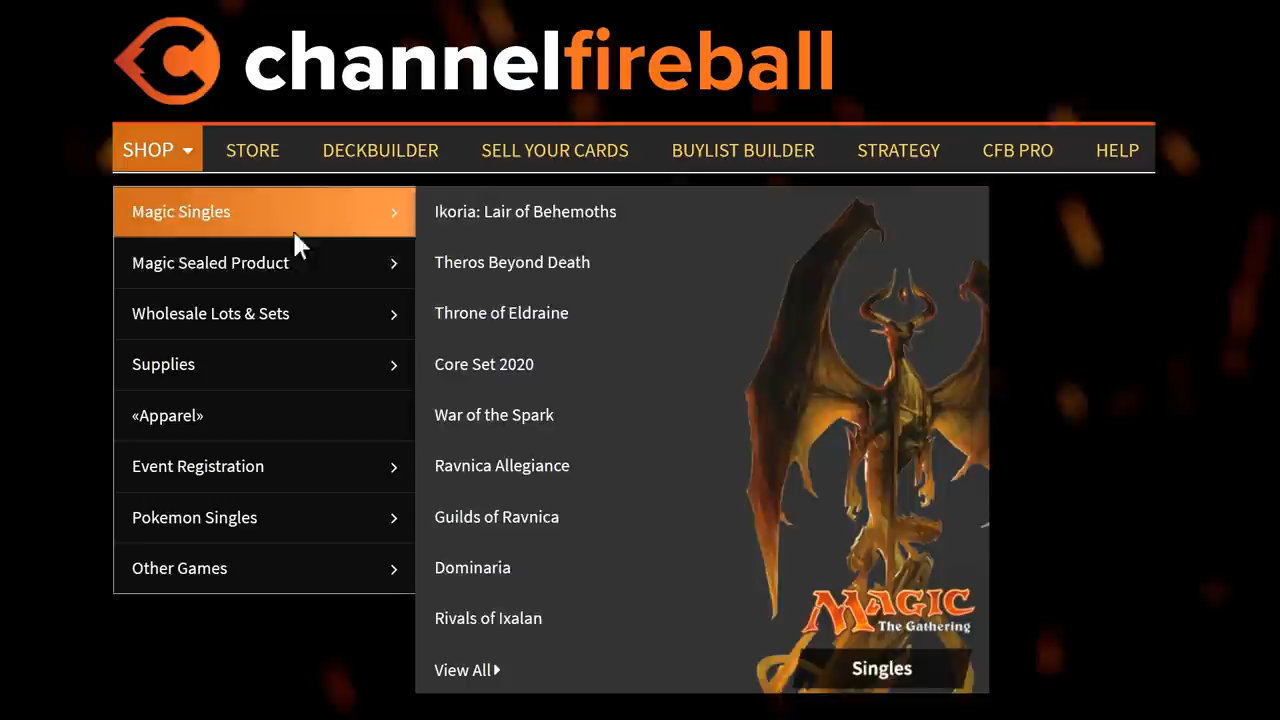 channelfireball
SHOP STORE DECKBUILDER SELL YOUR CARDS BUYLIST BUILDER STRATEGY CFB PRO HELP
Magic Singles
Magic Sealed Product
Wholesale Lots & Sets
Supplies
«Apparel»
Event Registration
Pokemon Singles
Other Games
Ikoria: Lair of Behemoths
Theros Beyond Death
Throne of Eldraine
Core Set 2020
War of the Spark
Ravnica Allegiance
Guilds of Ravnica
Dominaria
Rivals of Ixalan
View All
MAGIC
The Gathering
Singles